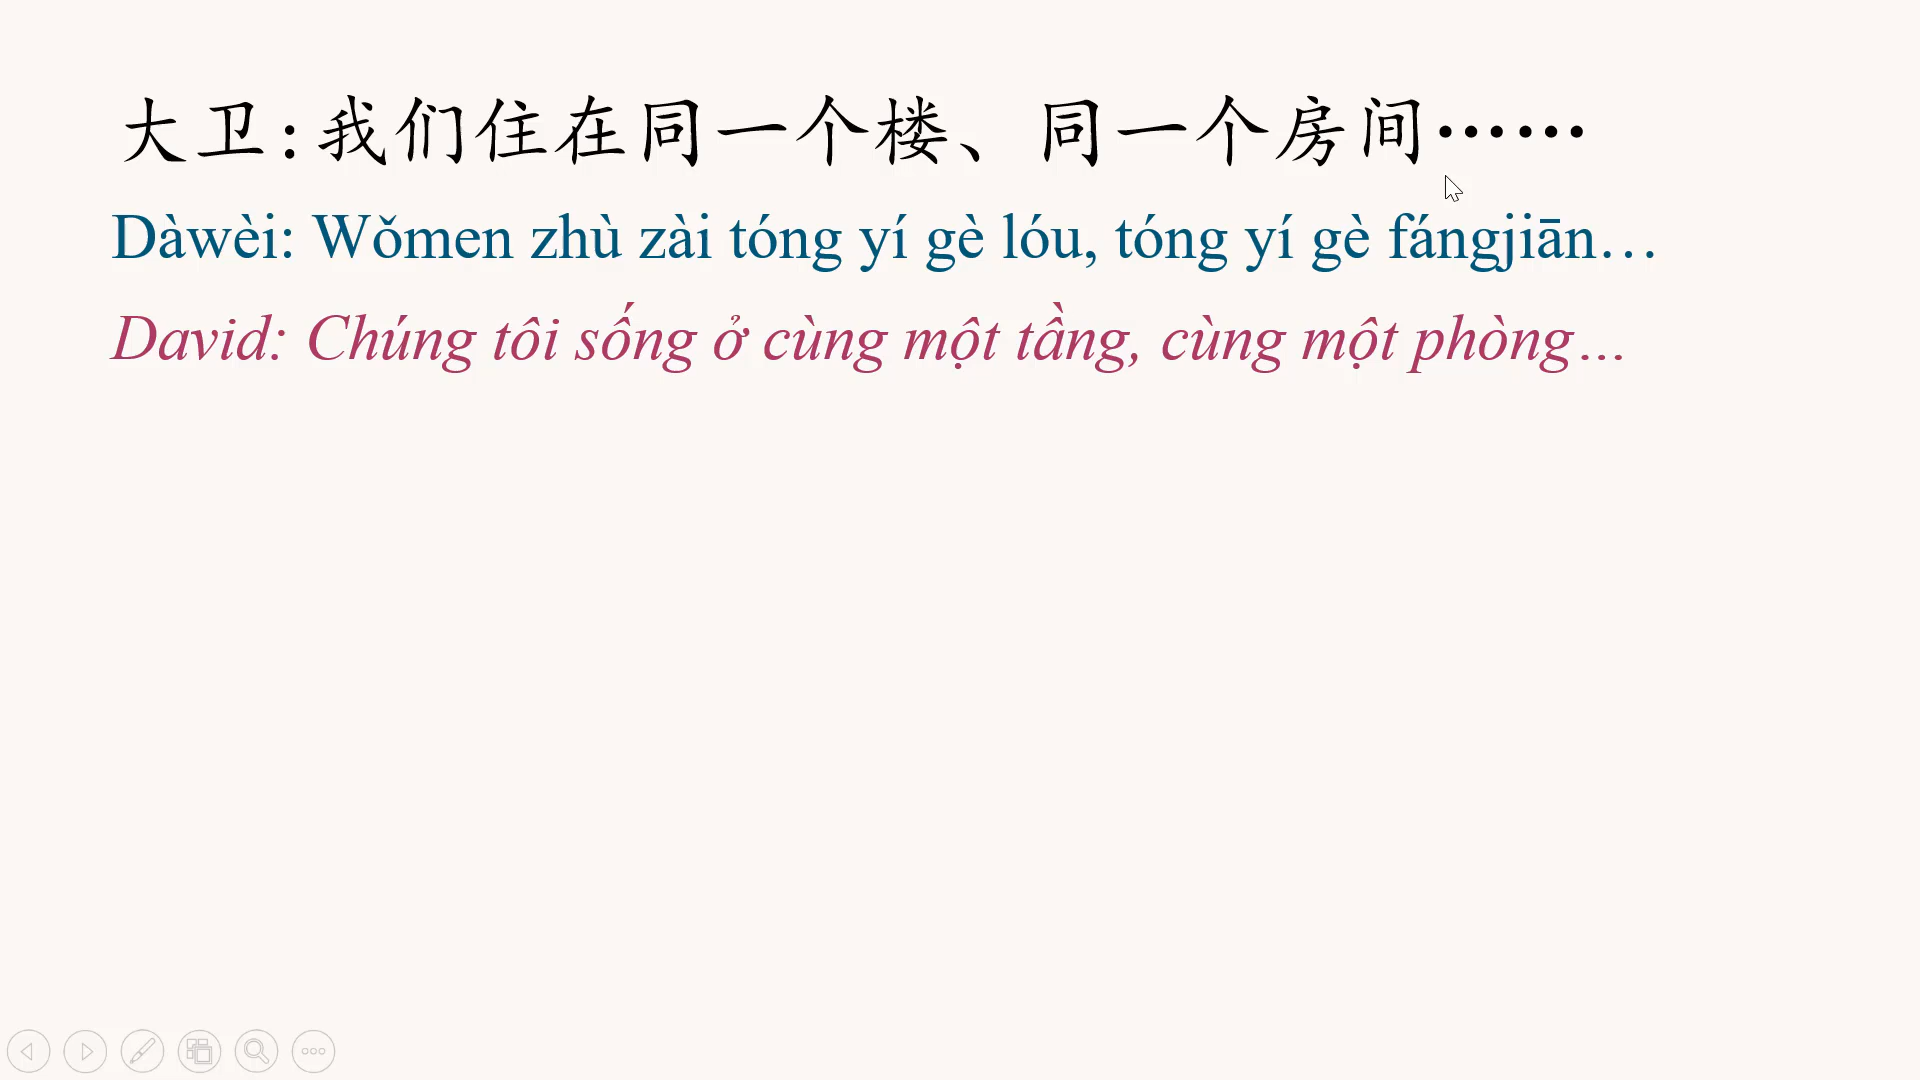 大卫:我们住在同一个楼、同一个房间……
Dàwèi: Wǒmen zhù zài tóng yí gè lóu, tóng yí gè fángjiān…
David: Chúng tôi sống ở cùng một tầng, cùng một phòng…